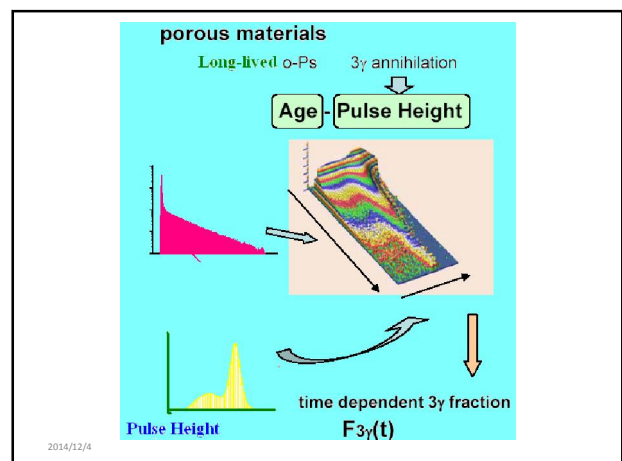 porous materials
Long-lived o-Ps 3γ annihilation
Age - Pulse Height
time dependent 3γ fraction
Pulse Height F3γ(t)
2014/12/4